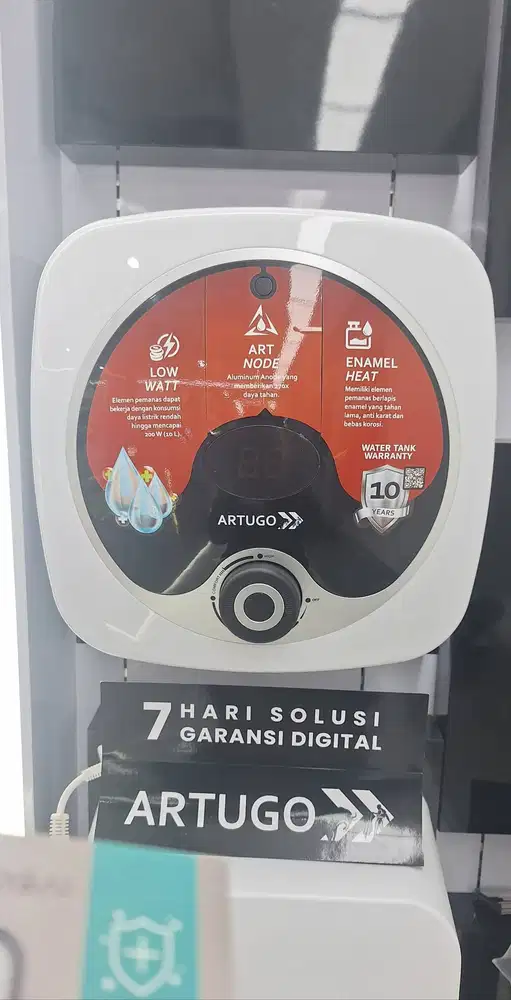 LOW
WATT
Elemen pemanas dapat
bekerja dengan konsumsi
daya listrik rendah
hingga mencapai
200 W (10 L).
ART
NODE
Aluminum Anode yang
memberikan
daya tahan.
ENAMEL
HEAT
Memiliki elemen
pemanas berlapis
enamel yang tahan
lama, anti karat dan
bebas korosi.
WATER TANK
WARRANTY
10
YEARS
ARTUGO
7 HARI SOLUSI
GARANSI DIGITAL
ARTUGO